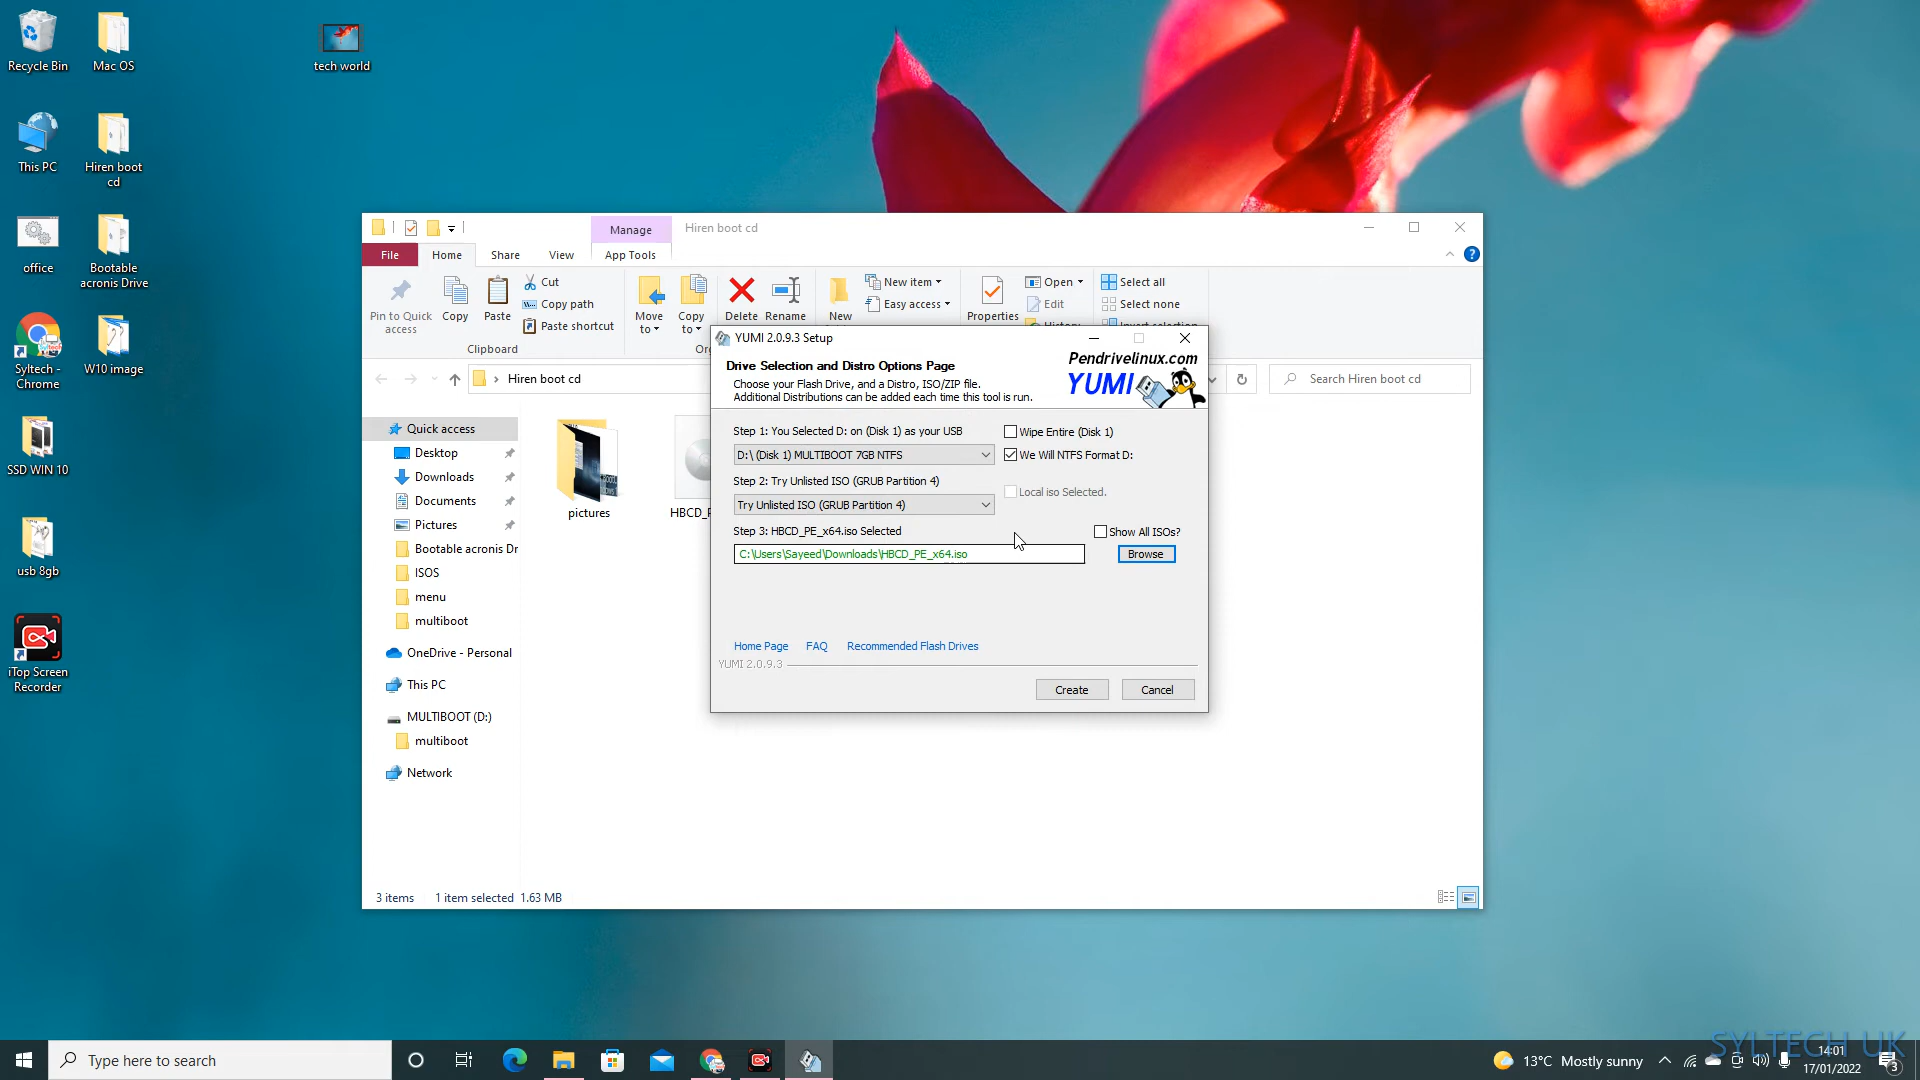 Recycle Bin
Mac OS
tech world
This PC
Hiren boot
cd
office
Bootable
acronis Drive
Syltech -
Chrome
W10 image
SSD WIN 10
usb 8gb
iTop Screen
Recorder
Manage
Hiren boot cd
File
Home
Share
View
App Tools
Pin to Quick
access
Copy
Paste
Cut
Copy path
Paste shortcut
Clipboard
Move
to
Copy
to
Delete
Rename
New
New item
Easy access
Properties
Open
Edit
History
Select all
Select none
Invert selection
Hiren boot cd
Search Hiren boot cd
Quick access
Desktop
Downloads
Documents
Pictures
Bootable acronis Dr
ISOS
menu
multiboot
OneDrive - Personal
This PC
MULTIBOOT (D:)
multiboot
Network
pictures
HBCD_P
3 items
1 item selected 1.63 MB
YUMI 2.0.9.3 Setup
Drive Selection and Distro Options Page
Choose your Flash Drive, and a Distro, ISO/ZIP file.
Additional Distributions can be added each time this tool is run.
Pendrivelinux.com
YUMI
Step 1: You Selected D: on (Disk 1) as your USB
Wipe Entire (Disk 1)
D:\ (Disk 1) MULTIBOOT 7GB NTFS
We Will NTFS Format D:
Step 2: Try Unlisted ISO (GRUB Partition 4)
Local iso Selected.
Try Unlisted ISO (GRUB Partition 4)
Step 3: HBCD_PE_x64.iso Selected
Show All ISOs?
C:\Users\Sayeed\Downloads\HBCD_PE_x64.iso
Browse
Home Page
FAQ
Recommended Flash Drives
YUMI 2.0.9.3
Create
Cancel
Type here to search
13°C Mostly sunny
SYLTECH UK
14:01
17/01/2022
3